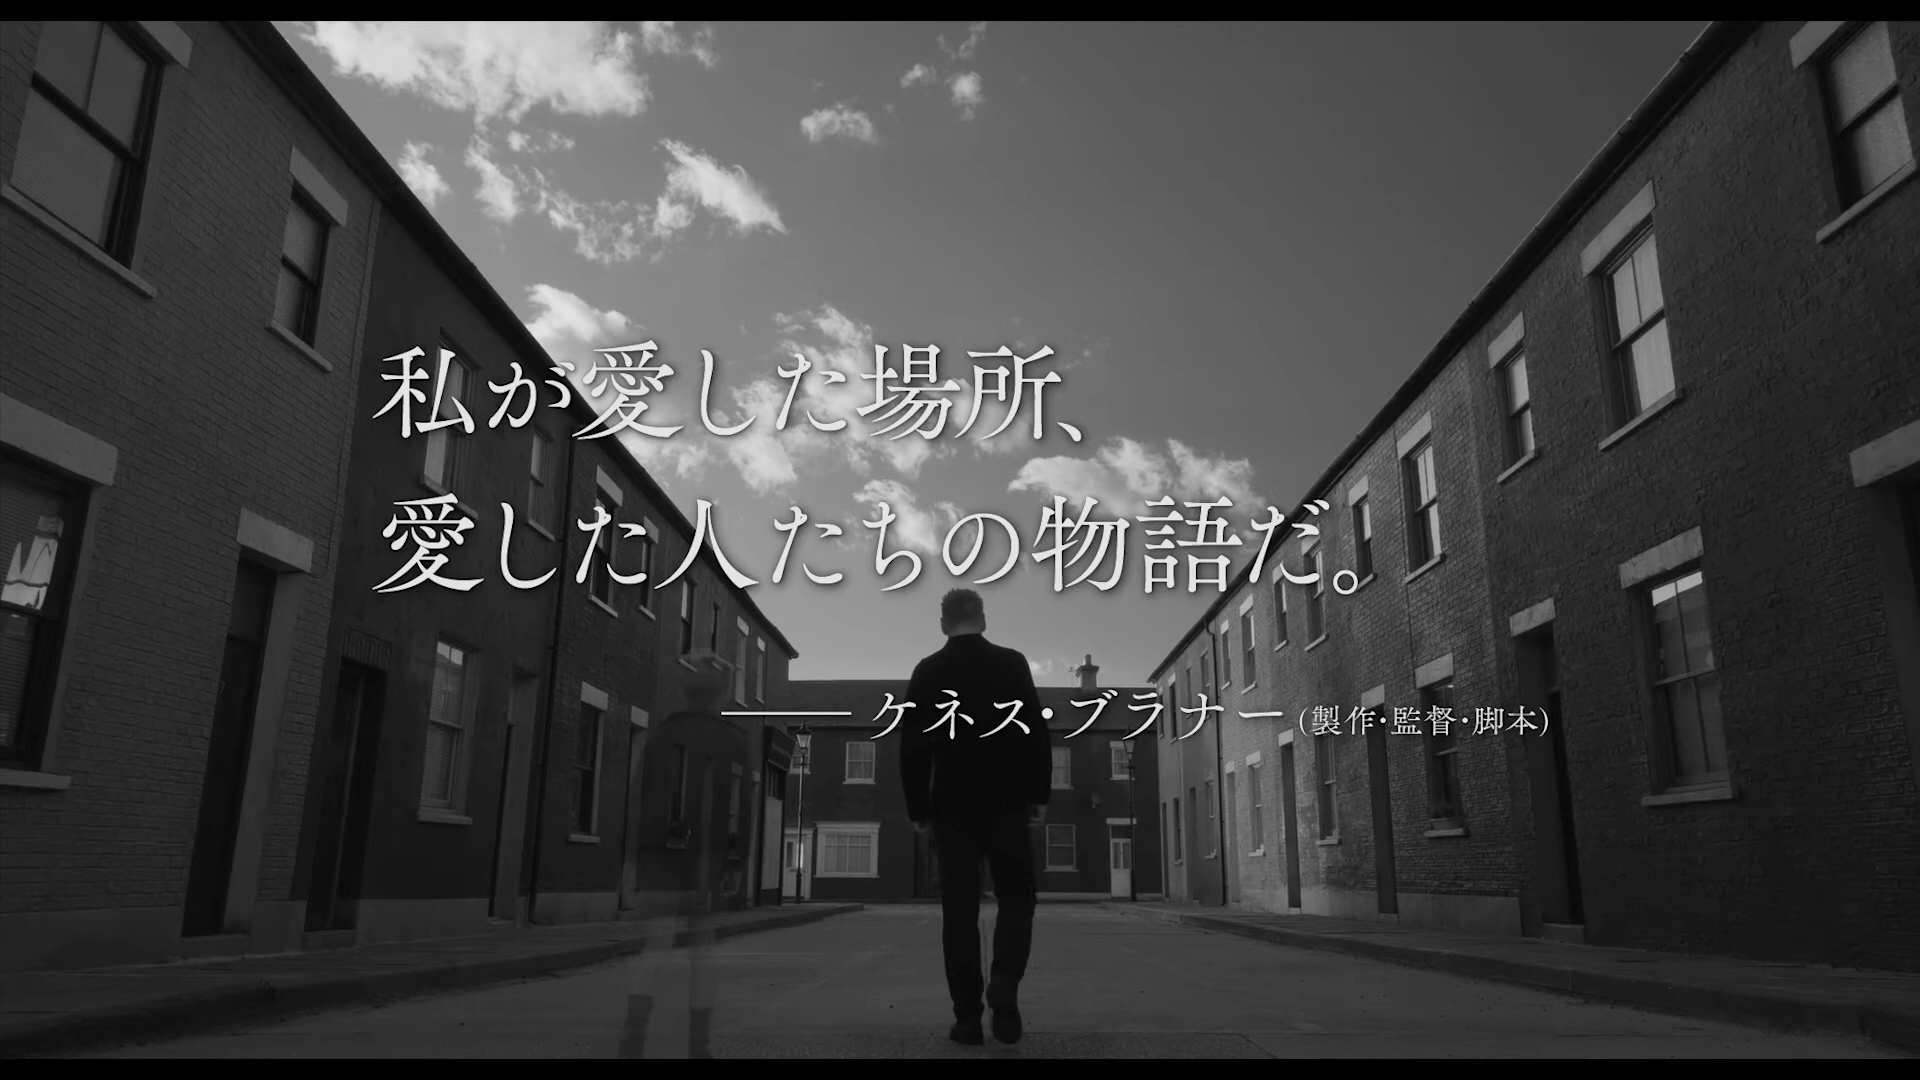 私が愛した場所、
愛した人たちの物語だ。
── ケネス・ブラナー (製作・監督・脚本)